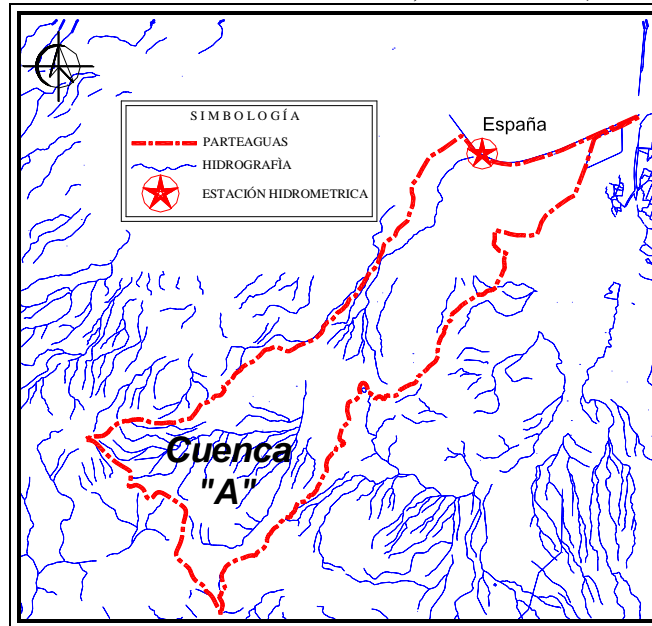 SIMBOLOGÍA
PARTEAGUAS
HIDROGRAFÌA
ESTACIÓN HIDROMETRICA
España
Cuenca
"A"